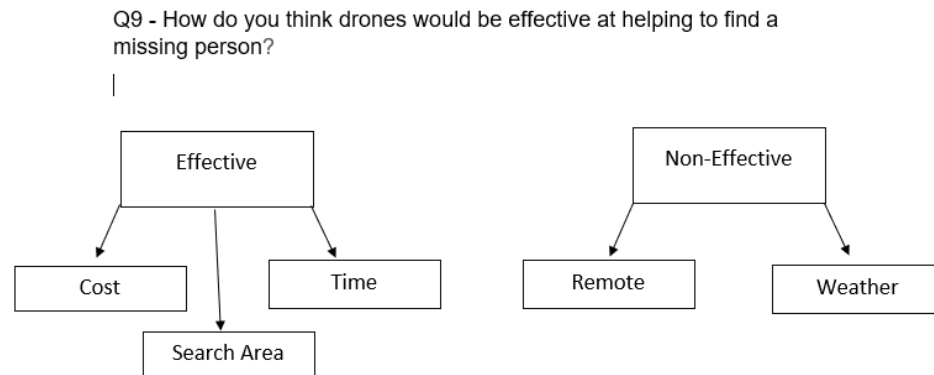 Q9 - How do you think drones would be effective at helping to find a
missing person?
Effective
Non-Effective
Cost
Time
Remote
Weather
Search Area